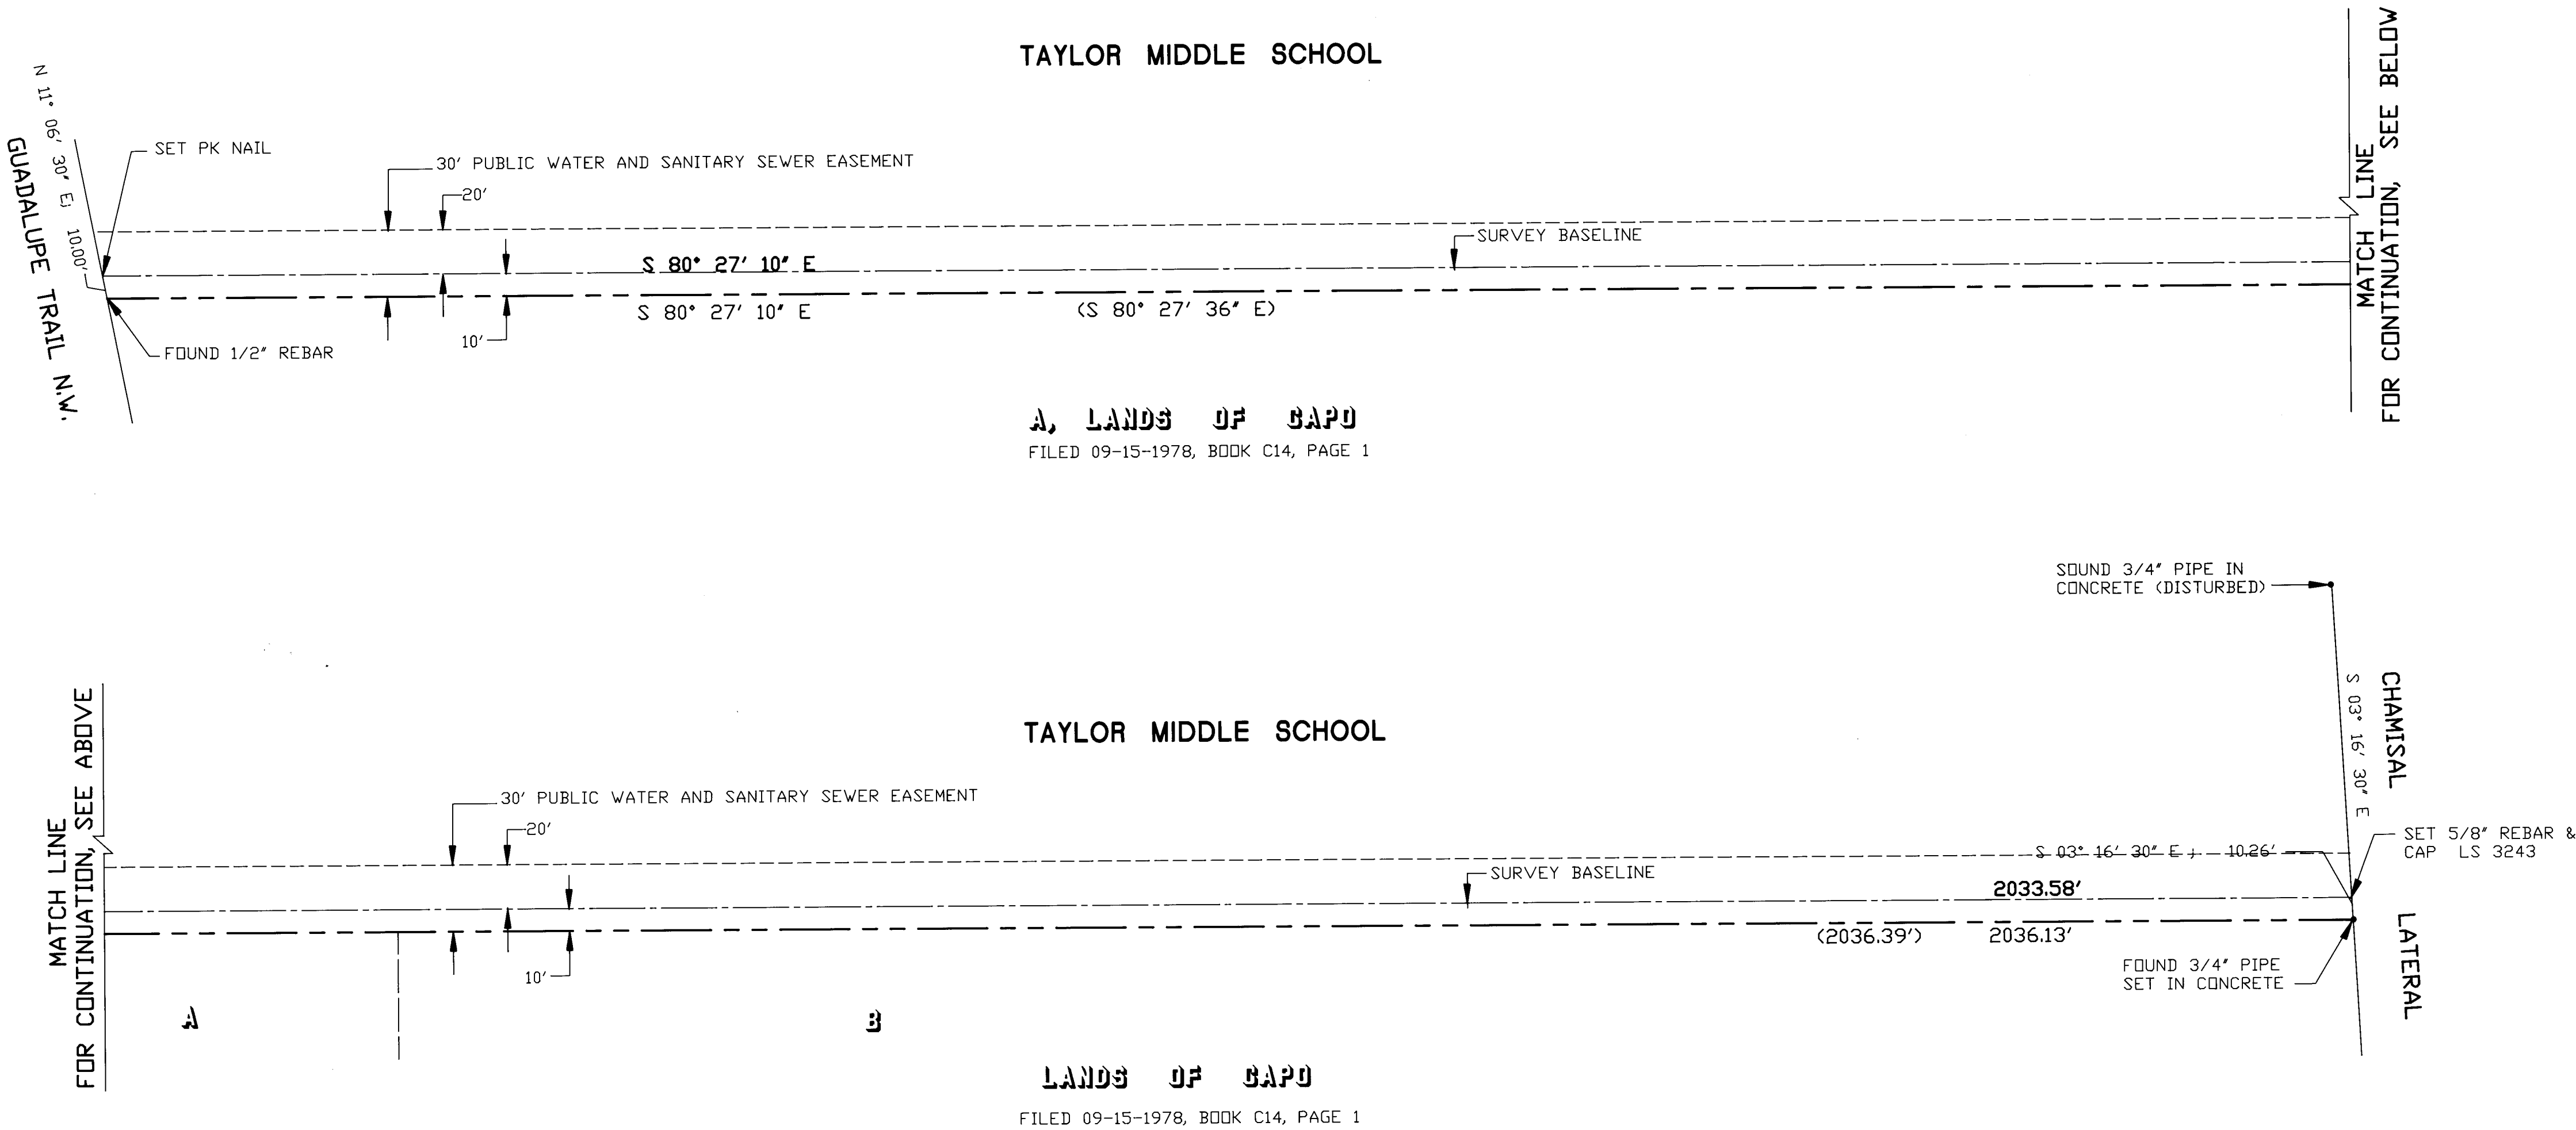 TAYLOR MIDDLE SCHOOL
N 11° 06' 30" E; 10.00'
GUADALUPE TRAIL N.W.
SET PK NAIL
30' PUBLIC WATER AND SANITARY SEWER EASEMENT
20'
SURVEY BASELINE
S 80° 27' 10" E
S 80° 27' 10" E (S 80° 27' 36" E)
10'
FOUND 1/2" REBAR
MATCH LINE
FOR CONTINUATION, SEE BELOW
A, LANDS OF CAPO
FILED 09-15-1978, BOOK C14, PAGE 1
SOUND 3/4" PIPE IN
CONCRETE (DISTURBED)
S 03° 16' 30" E
CHAMISAL
LATERAL
MATCH LINE
FOR CONTINUATION, SEE ABOVE
TAYLOR MIDDLE SCHOOL
30' PUBLIC WATER AND SANITARY SEWER EASEMENT
20'
SET 5/8" REBAR &
CAP LS 3243
S 03° 16' 30" E ; 10.26'
SURVEY BASELINE
2033.58'
(2036.39') 2036.13'
10'
FOUND 3/4" PIPE
SET IN CONCRETE
A
B
LANDS OF CAPO
FILED 09-15-1978, BOOK C14, PAGE 1